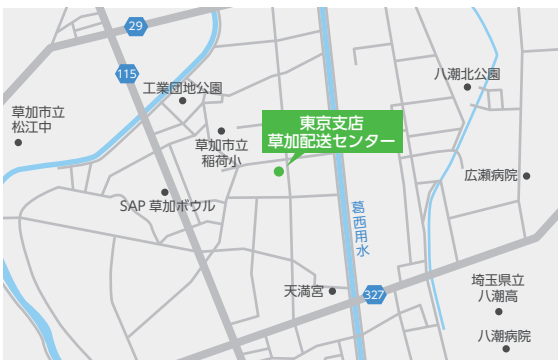 29
115
工業団地公園
八潮北公園
草加市立
松江中
東京支店
草加配送センター
草加市立
稲荷小
広瀬病院
SAP 草加ボウル
葛西用水
天満宮
327
埼玉県立
八潮高
八潮病院